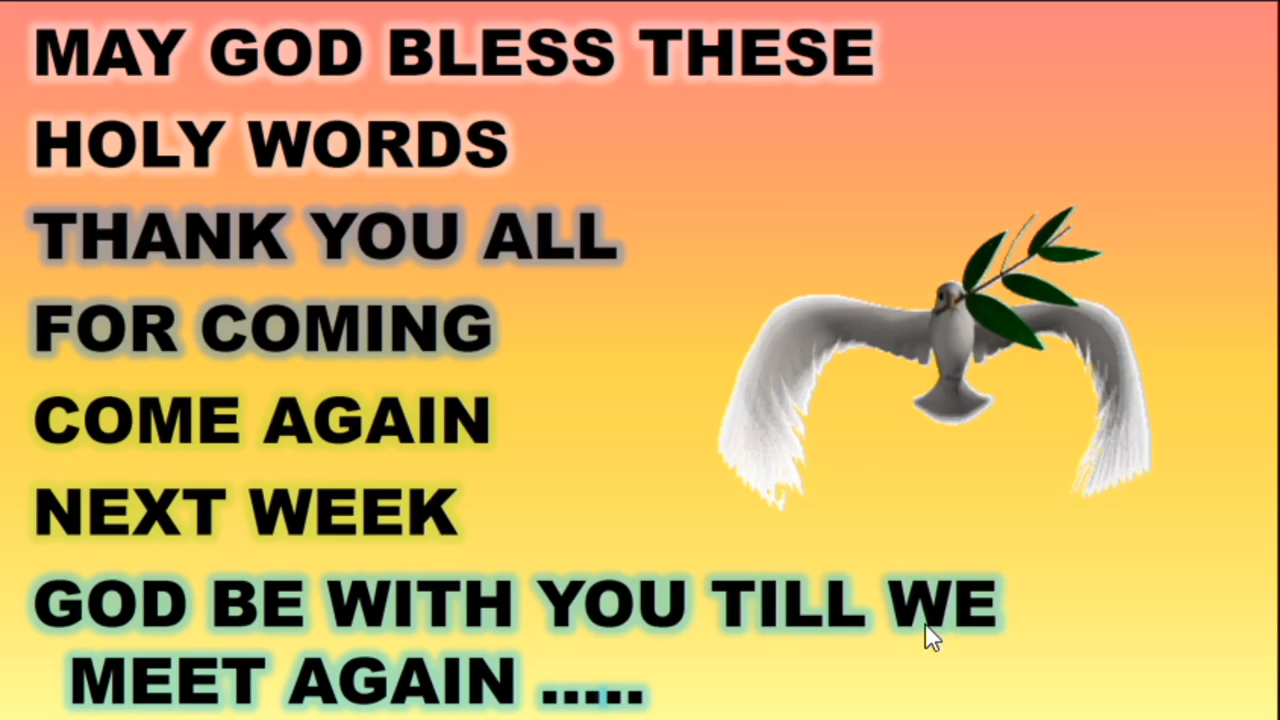 MAY GOD BLESS THESE
HOLY WORDS
THANK YOU ALL
FOR COMING
COME AGAIN
NEXT WEEK
GOD BE WITH YOU TILL WE
MEET AGAIN .....